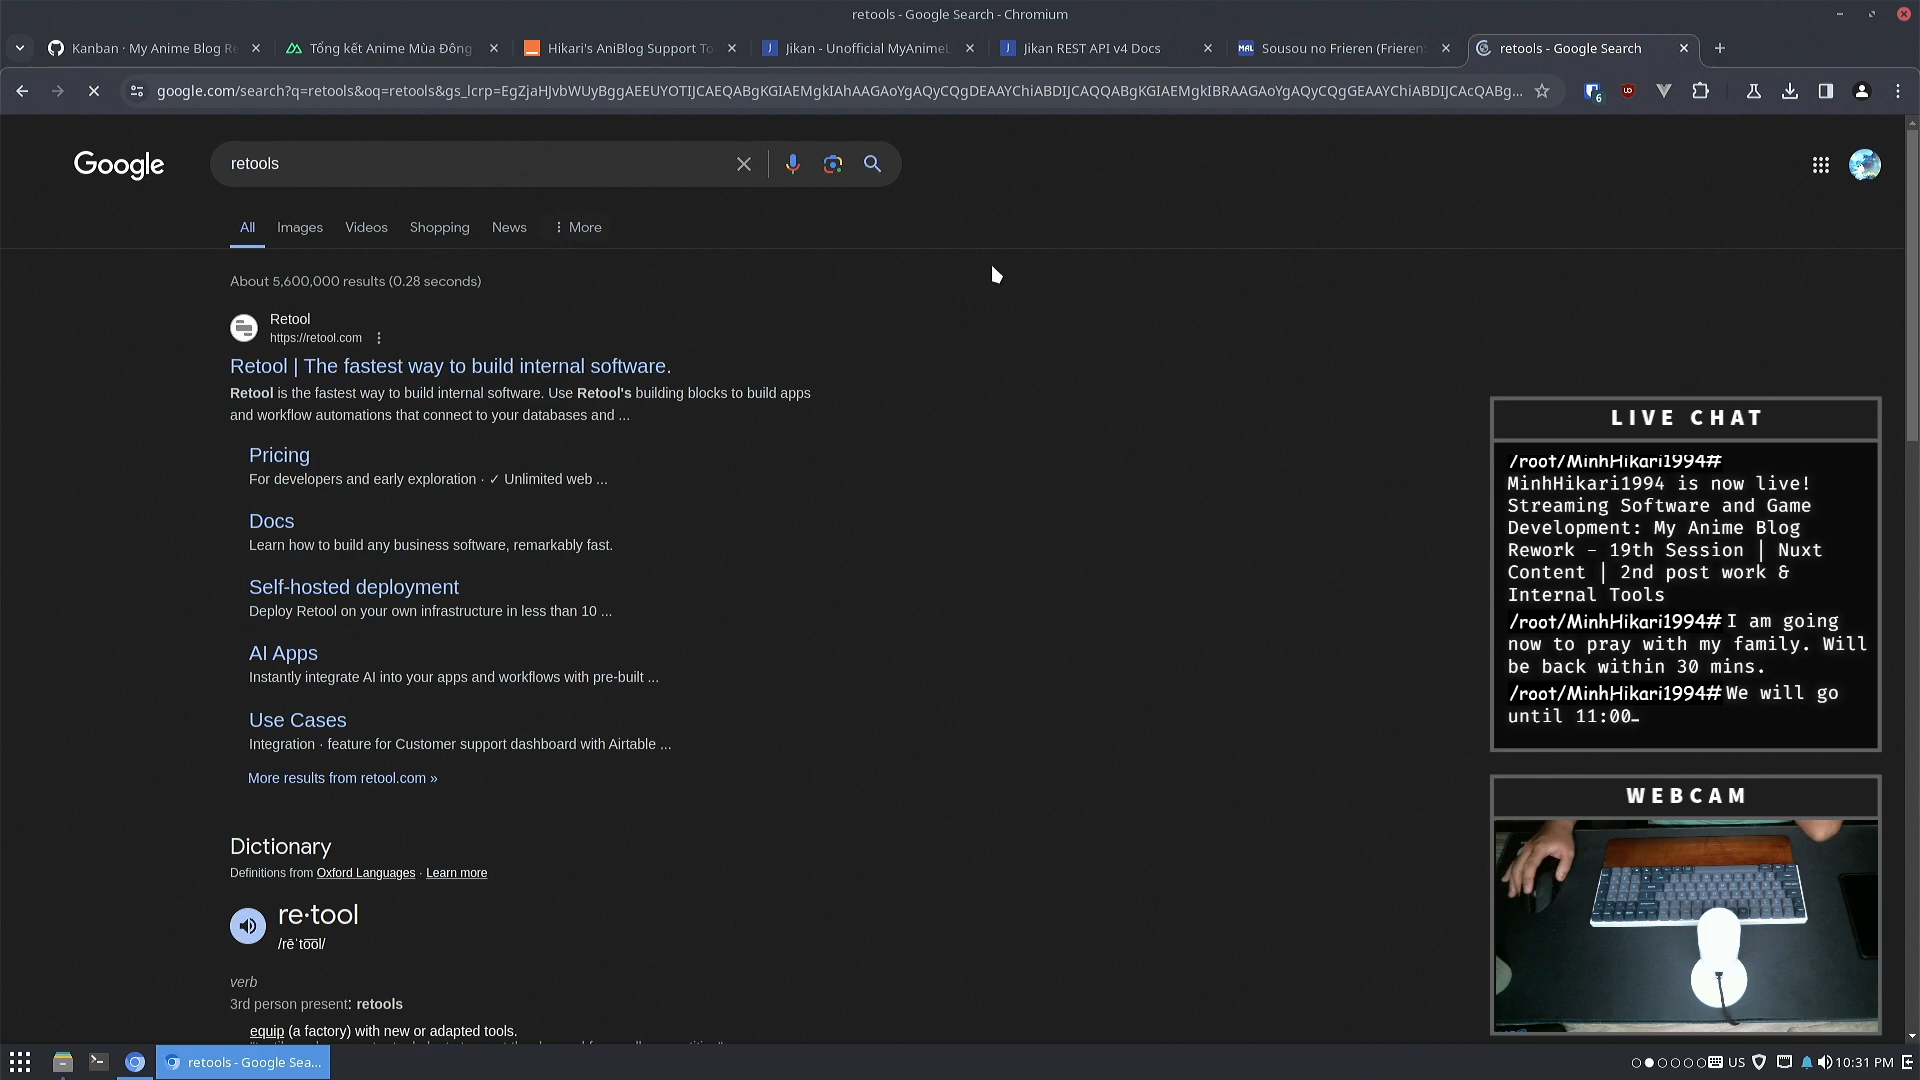 retools - Google Search - Chromium
Kanban · My Anime Blog Re
Tổng kết Anime Mùa Đông
Hikari's AniBlog Support To
Jikan - Unofficial MyAnimeL
Jikan REST API v4 Docs
Sousou no Frieren (Frieren:
retools - Google Search
google.com/search?q=retools&oq=retools&gs_lcrp=EgZjaHJvbWUyBggAEEUYOTIJCAEQABgKGIAEMgkIAhAAGAoYgAQyCQgDEAAYChiABDIJCAQQABgKGIAEMgkIBRAAGAoYgAQyCQgGEAAYChiABDIJCAcQABg...
6
Google
retools
All
Images
Videos
Shopping
News
More
About 5,600,000 results (0.28 seconds)
Retool
https://retool.com
Retool | The fastest way to build internal software.
Retool is the fastest way to build internal software. Use Retool's building blocks to build apps
and workflow automations that connect to your databases and ...
Pricing
For developers and early exploration · ✓ Unlimited web ...
Docs
Learn how to build any business software, remarkably fast.
Self-hosted deployment
Deploy Retool on your own infrastructure in less than 10 ...
AI Apps
Instantly integrate AI into your apps and workflows with pre-built ...
Use Cases
Integration · feature for Customer support dashboard with Airtable ...
More results from retool.com »
Dictionary
Definitions from Oxford Languages · Learn more
re·tool
/rēˈto͞ol/
verb
3rd person present: retools
equip (a factory) with new or adapted tools.
LIVE CHAT
/root/MinhHikari1994#
MinhHikari1994 is now live!
Streaming Software and Game
Development: My Anime Blog
Rework - 19th Session | Nuxt
Content | 2nd post work &
Internal Tools
/root/MinhHikari1994# I am going
now to pray with my family. Will
be back within 30 mins.
/root/MinhHikari1994# We will go
until 11:00
WEBCAM
retools - Google Sea...
US
10:31 PM